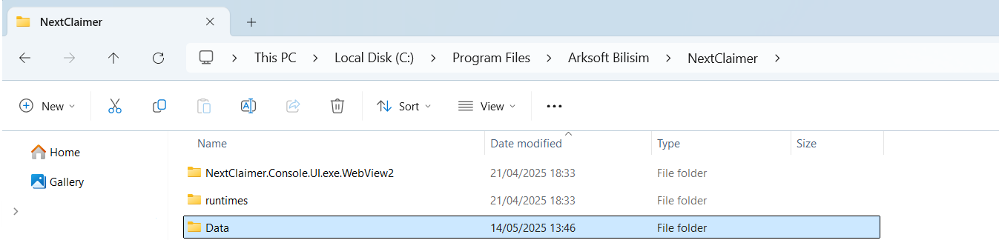 NextClaimer
This PC > Local Disk (C:) > Program Files > Arksoft Bilisim > NextClaimer >
New Sort View
Name Date modified Type Size
Home
Gallery
NextClaimer.Console.UI.exe.WebView2 21/04/2025 18:33 File folder
runtimes 21/04/2025 18:33 File folder
Data 14/05/2025 13:46 File folder